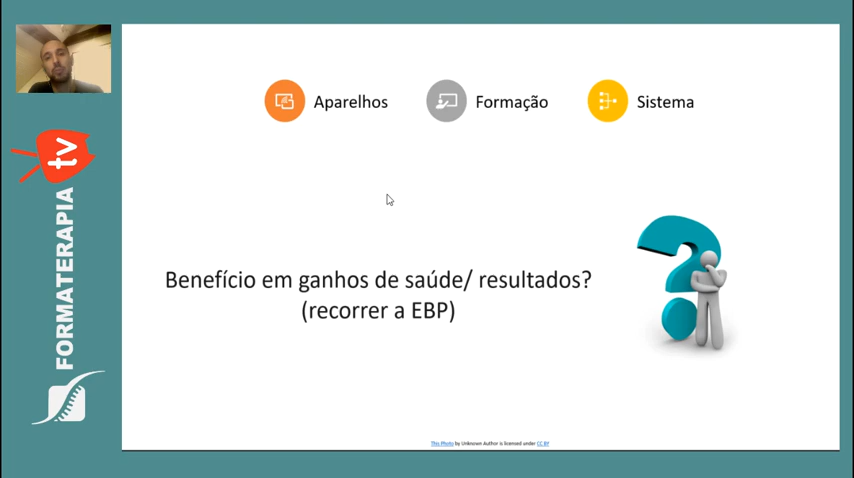 tv
FORMATERAPIA
Aparelhos
Formação
Sistema
Benefício em ganhos de saúde/ resultados?
(recorrer a EBP)
This Photo by Unknown Author is licensed under CC BY